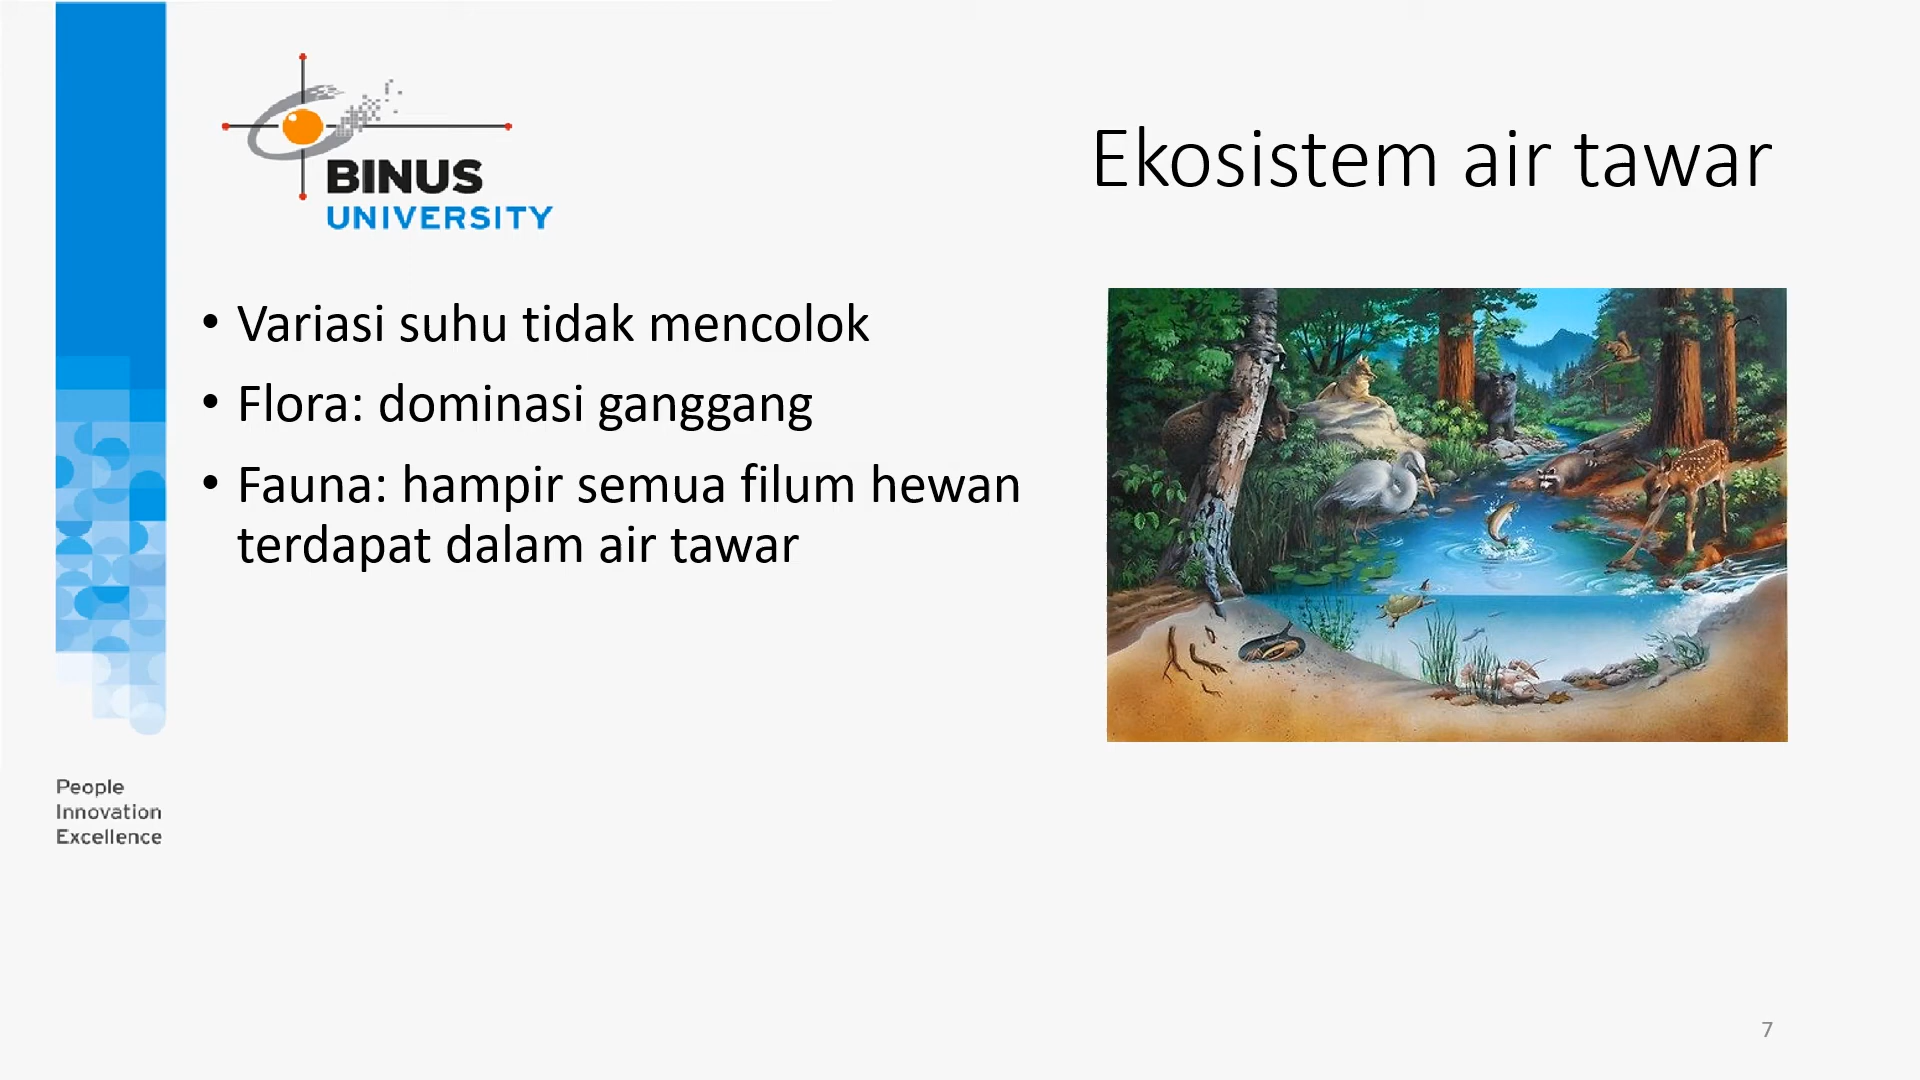 BINUS
UNIVERSITY
Ekosistem air tawar
• Variasi suhu tidak mencolok
• Flora: dominasi ganggang
• Fauna: hampir semua filum hewan
terdapat dalam air tawar
People
Innovation
Excellence
7